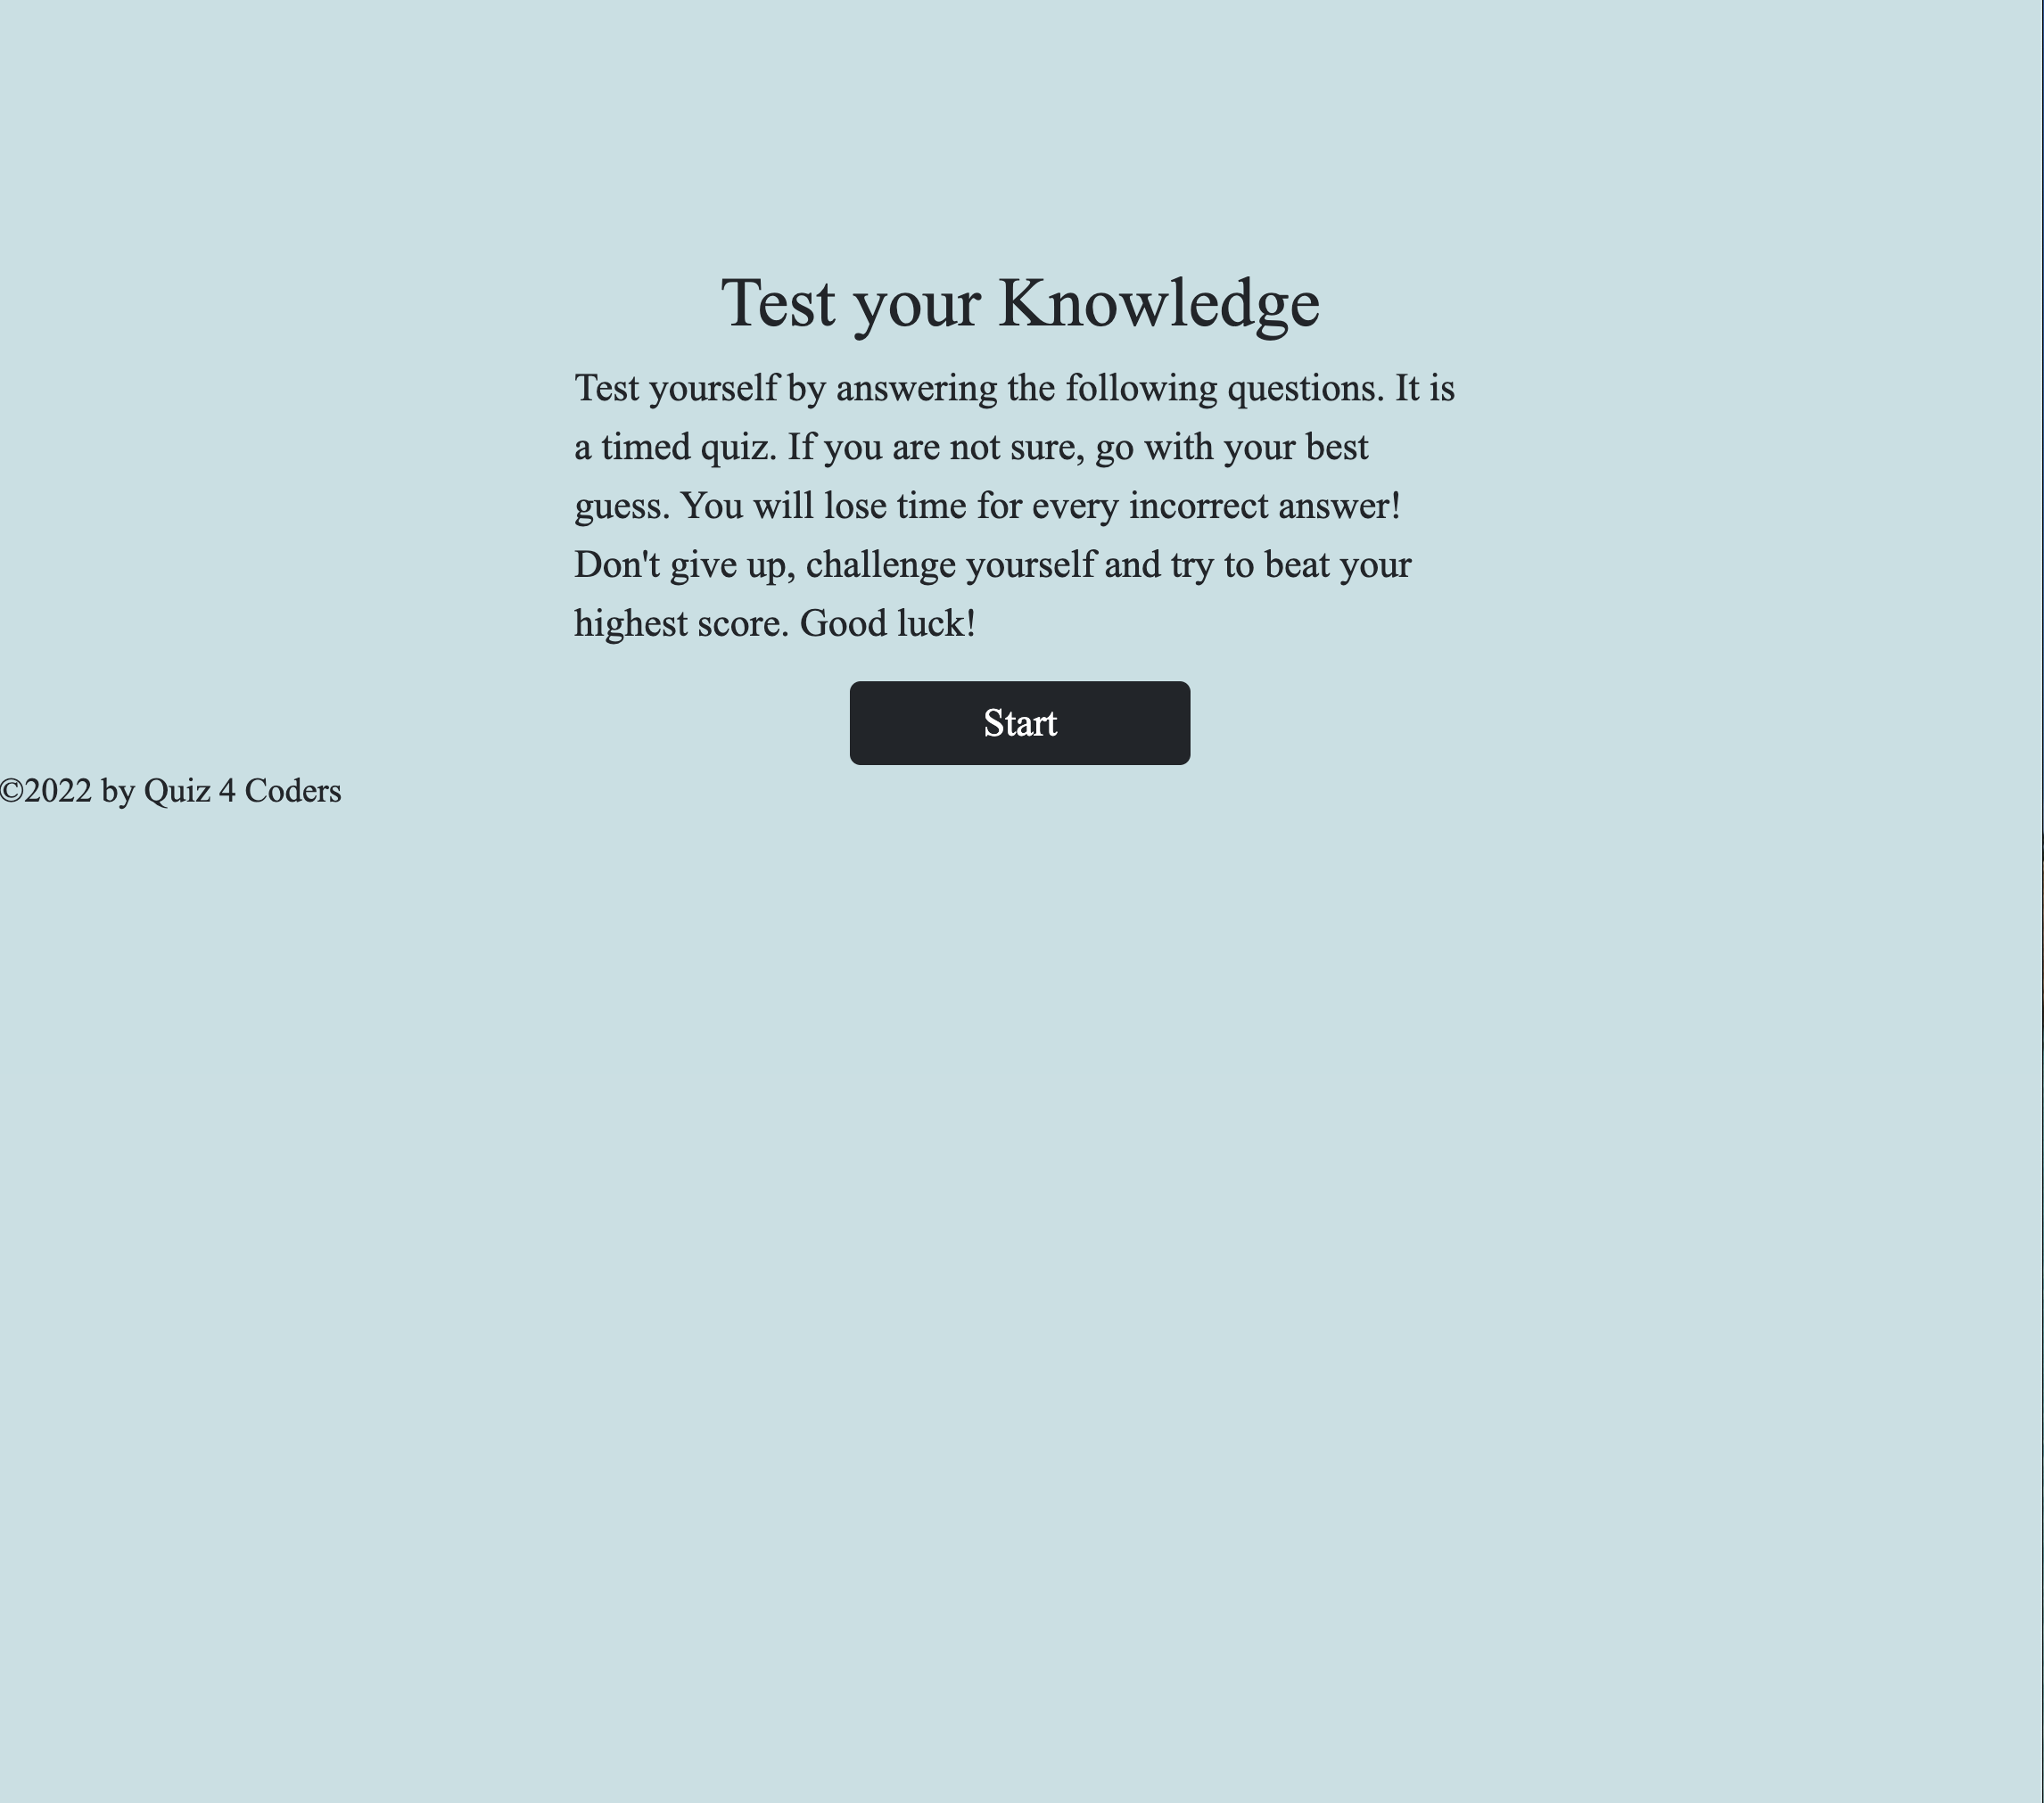 Test your Knowledge
Test yourself by answering the following questions. It is
a timed quiz. If you are not sure, go with your best
guess. You will lose time for every incorrect answer!
Don't give up, challenge yourself and try to beat your
highest score. Good luck!
Start
©2022 by Quiz 4 Coders